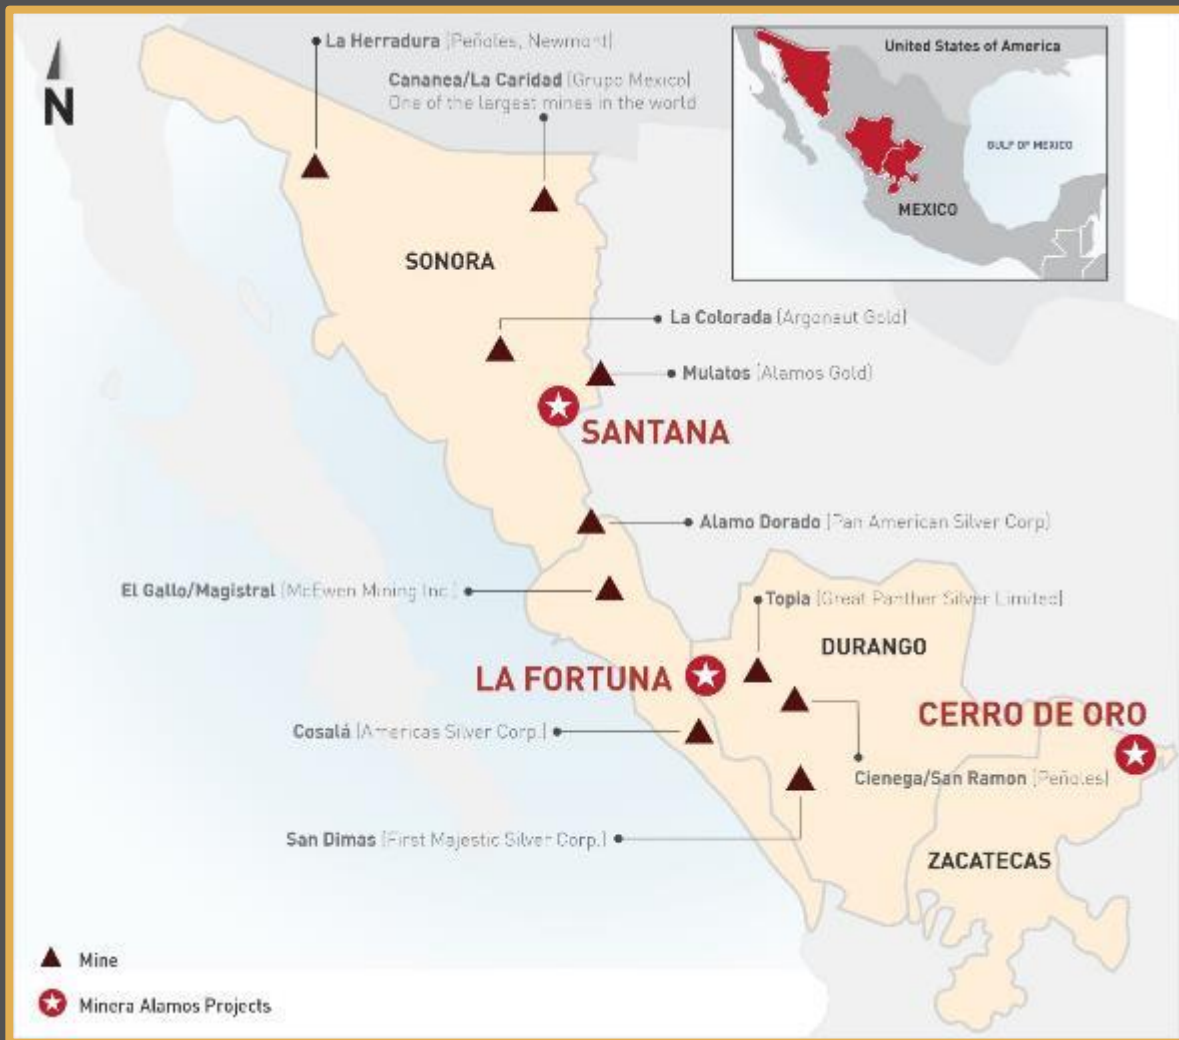 La Herradura (Peñoles, Newmont)
N
Cananea/La Caridad (Grupo Mexico)
One of the largest mines in the world
United States of America
GULF OF MEXICO
MEXICO
SONORA
La Colorada (Argonaut Gold)
Mulatos (Alamos Gold)
SANTANA
Alamo Dorado (Pan American Silver Corp)
El Gallo/Magistral (McEwen Mining Inc.)
Topia (Great Panther Silver Limited)
DURANGO
LA FORTUNA
CERRO DE ORO
Cosalá (Americas Silver Corp.)
Cienega/San Ramon (Peñoles)
San Dimas (First Majestic Silver Corp.)
ZACATECAS
Mine
Minera Alamos Projects